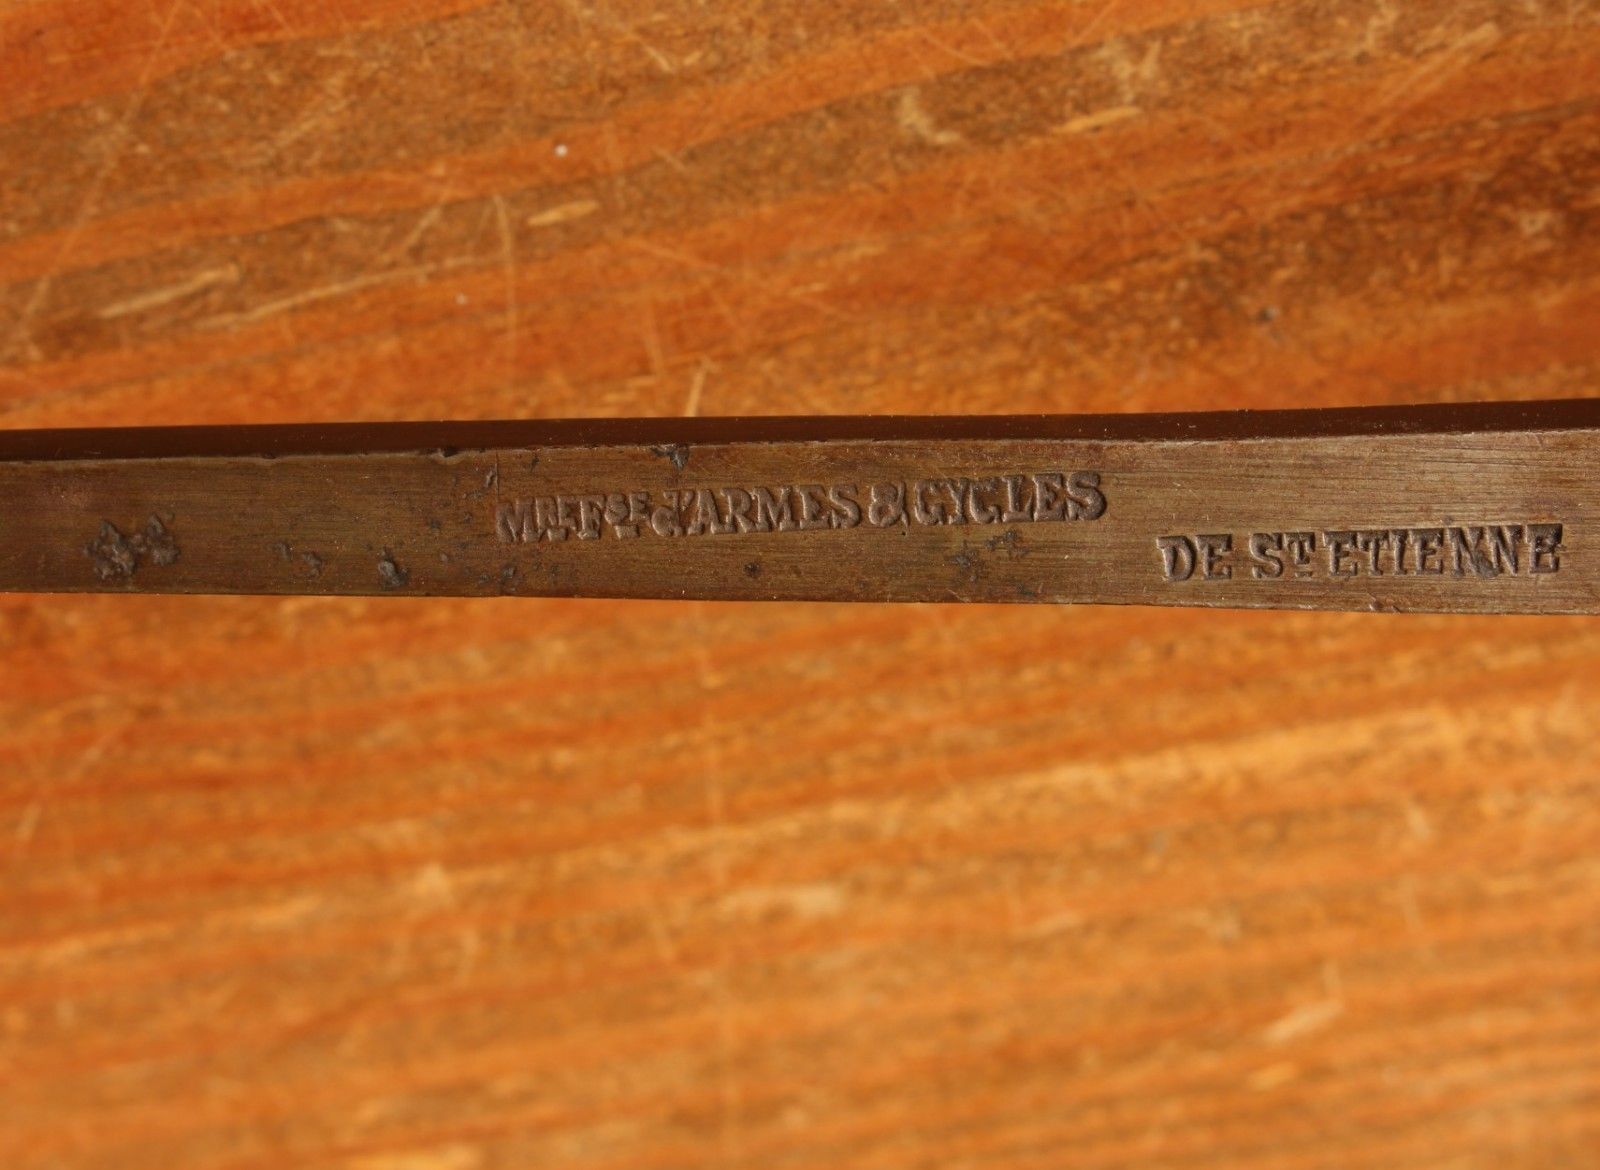 MRE FSE d'ARMES & CYCLES
DE ST ETIENNE